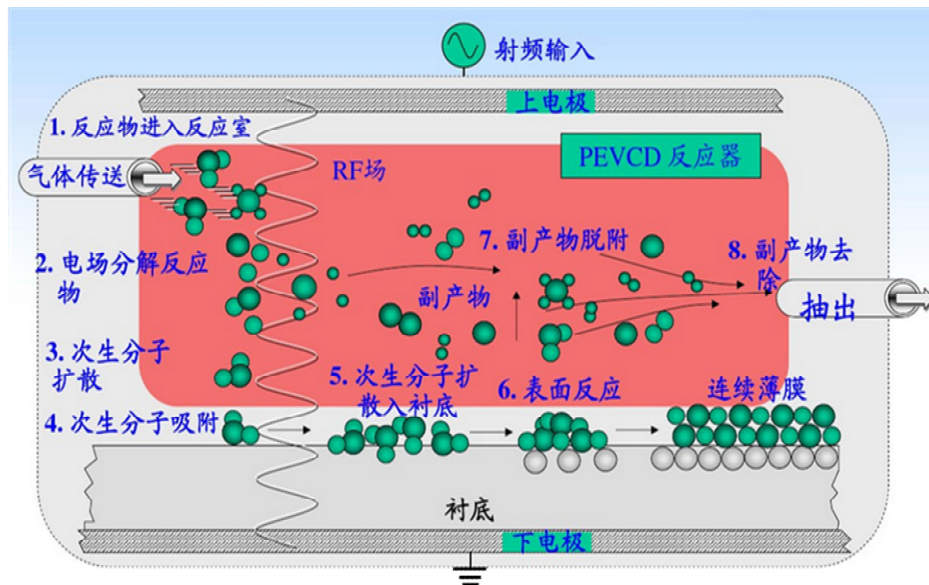 射频输入
上电极
1. 反应物进入反应室
PEVCD 反应器
气体传送
RF场
7. 副产物脱附
2. 电场分解反应
物
8. 副产物去
除
副产物
抽出
3. 次生分子
扩散
5. 次生分子扩
散入衬底
6. 表面反应
连续薄膜
4. 次生分子吸附
衬底
下电极